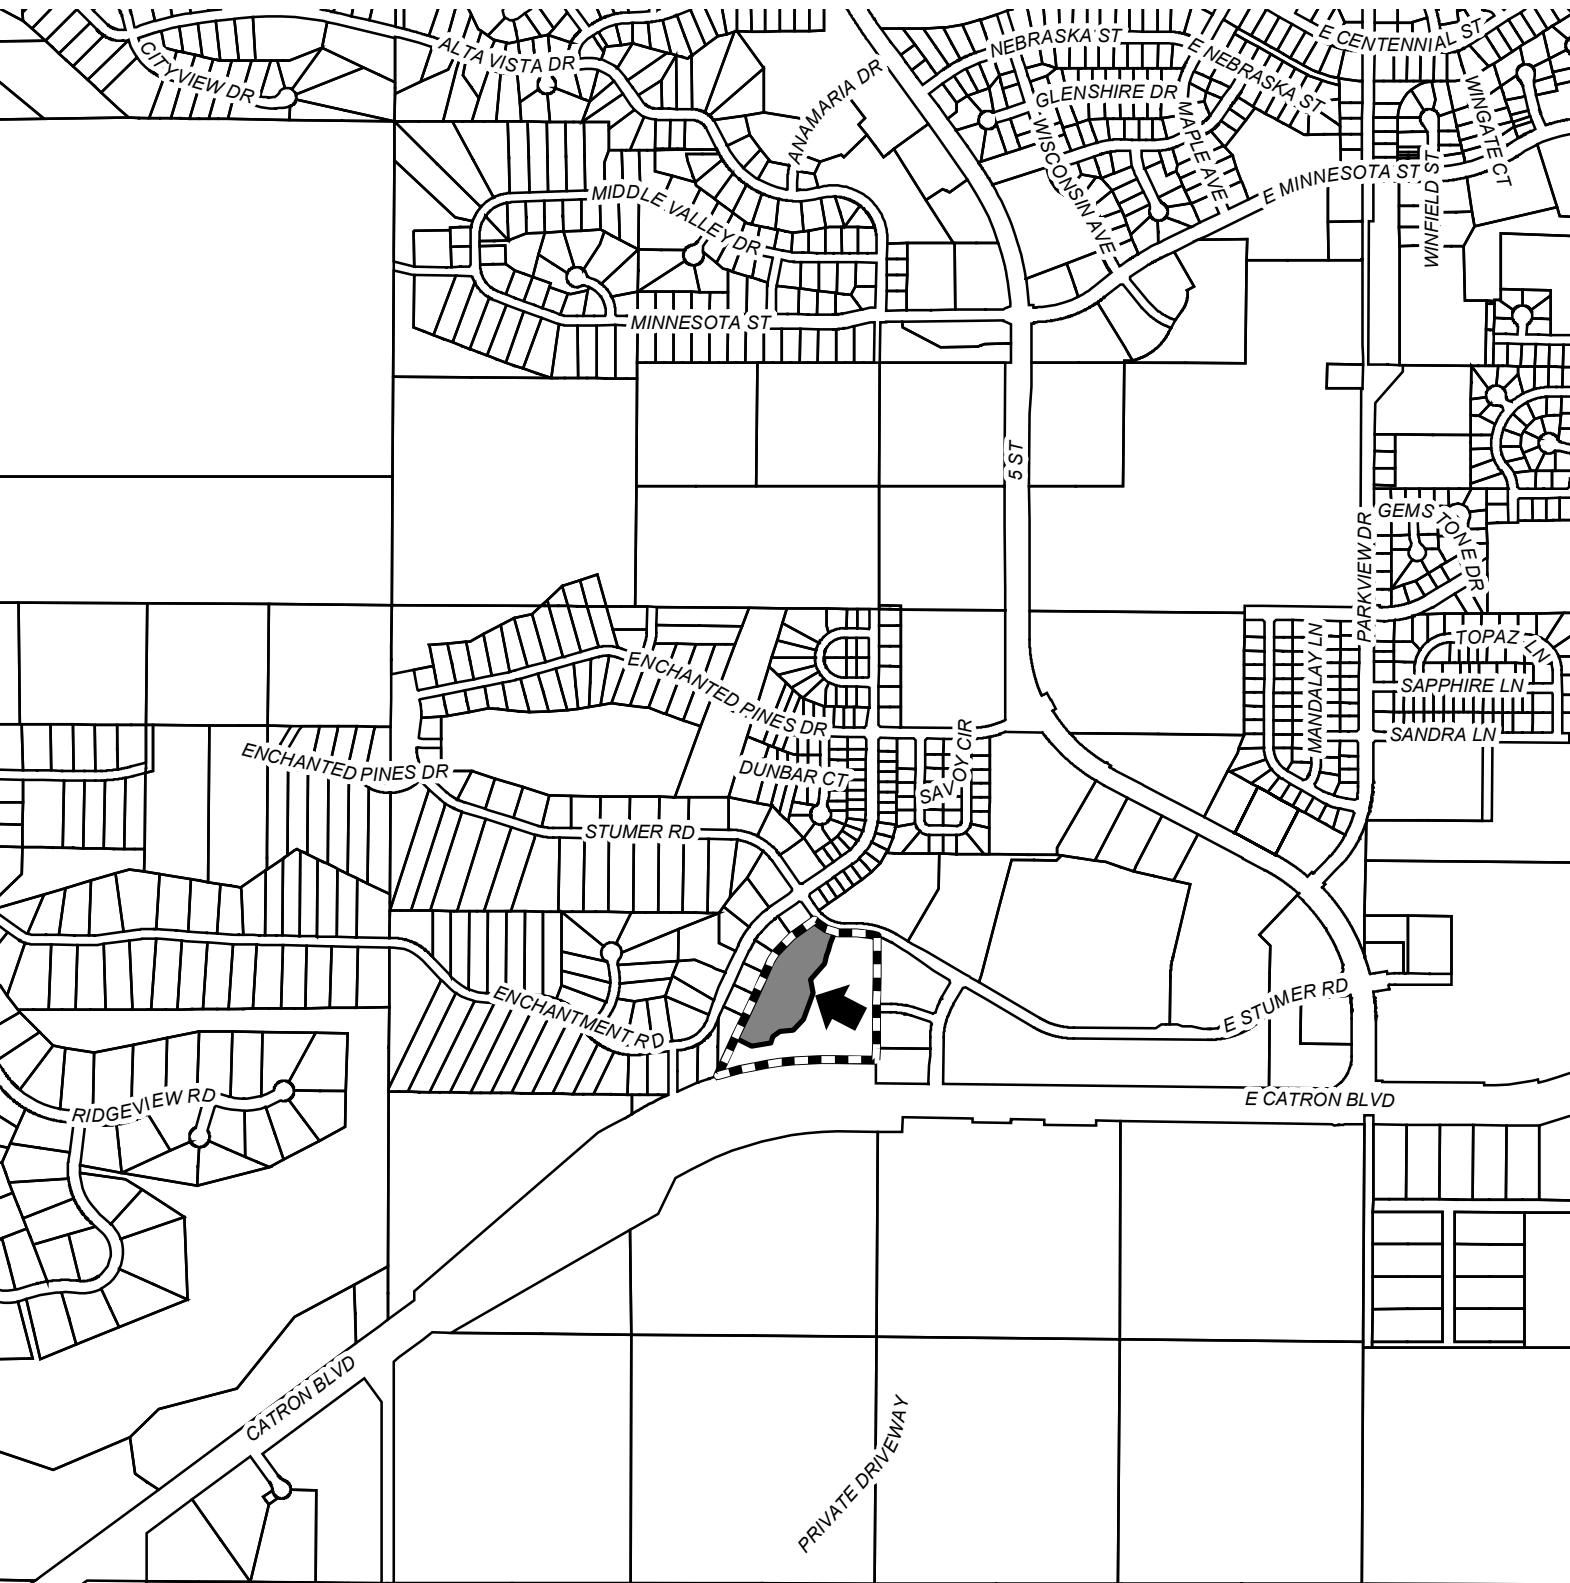 CITYVIEW DR
ALTA VISTA DR
ANAMARIA DR
NEBRASKA ST
E NEBRASKA ST
E CENTENNIAL ST
GLENSHIRE DR
WISCONSIN AVE
MAPLE AVE
WINGATE CT
WINFIELD ST
E MINNESOTA ST
MIDDLE VALLEY DR
MINNESOTA ST
5 ST
PARKVIEW DR
GEMSTONE DR
TOPAZ LN
SAPPHIRE LN
SANDRA LN
MANDALAY LN
ENCHANTED PINES DR
ENCHANTED PINES DR
DUNBAR CT
SAVOY CIR
STUMER RD
ENCHANTMENT RD
E STUMER RD
RIDGEVIEW RD
E CATRON BLVD
CATRON BLVD
PRIVATE DRIVEWAY